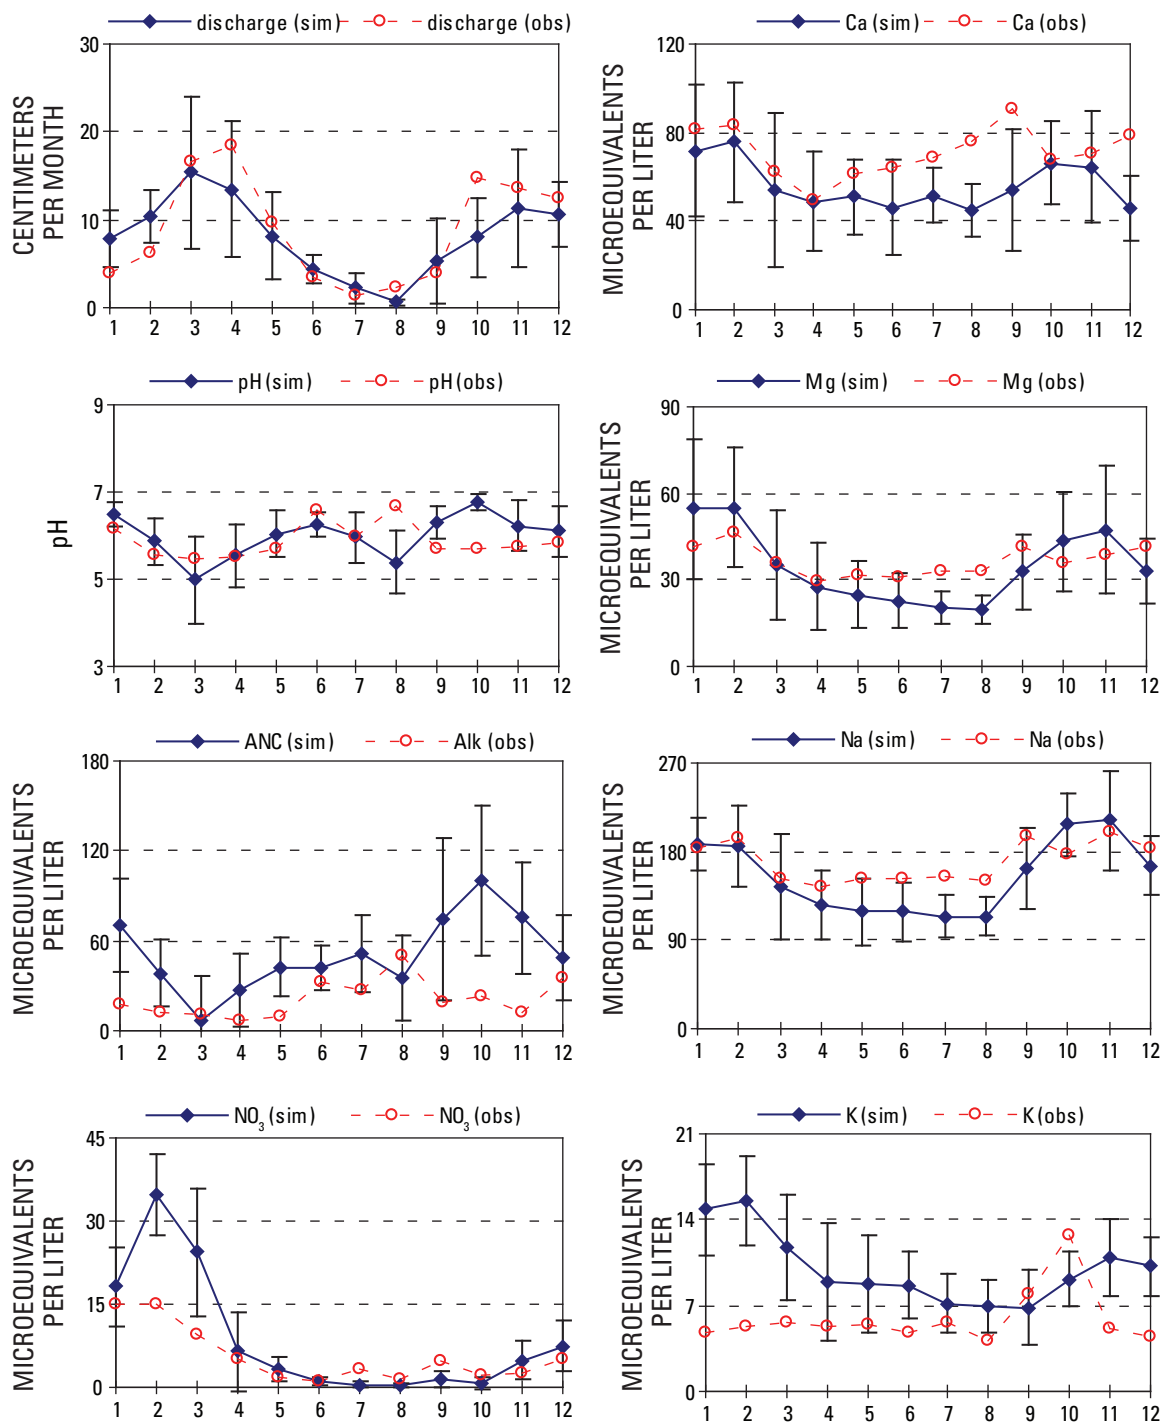 discharge (sim) discharge (obs)
30
20
10
0
CENTIMETERS
PER MONTH
1 2 3 4 5 6 7 8 9 10 11 12
Ca (sim) Ca (obs)
120
80
40
0
MICROEQUIVALENTS
PER LITER
1 2 3 4 5 6 7 8 9 10 11 12
pH (sim) pH (obs)
9
7
5
3
pH
1 2 3 4 5 6 7 8 9 10 11 12
Mg (sim) Mg (obs)
90
60
30
0
MICROEQUIVALENTS
PER LITER
1 2 3 4 5 6 7 8 9 10 11 12
ANC (sim) Alk (obs)
180
120
60
0
MICROEQUIVALENTS
PER LITER
1 2 3 4 5 6 7 8 9 10 11 12
Na (sim) Na (obs)
270
180
90
0
MICROEQUIVALENTS
PER LITER
1 2 3 4 5 6 7 8 9 10 11 12
NO₃ (sim) NO₃ (obs)
45
30
15
0
MICROEQUIVALENTS
PER LITER
1 2 3 4 5 6 7 8 9 10 11 12
K (sim) K (obs)
21
14
7
0
MICROEQUIVALENTS
PER LITER
1 2 3 4 5 6 7 8 9 10 11 12